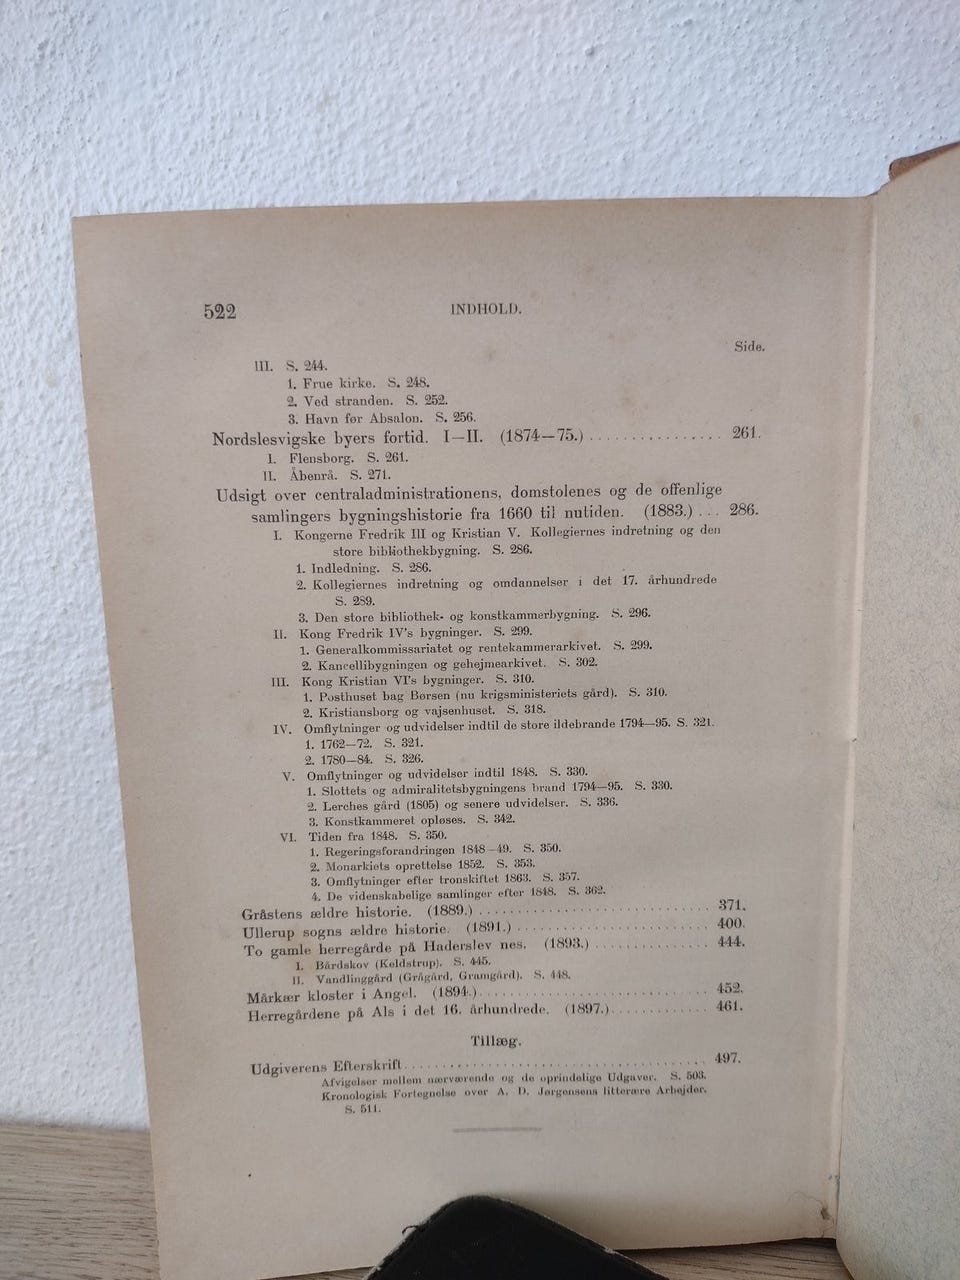 522
INDHOLD.
Side.
III. S. 244.
1. Frue kirke. S. 248.
2. Ved stranden. S. 252.
3. Havn før Absalon. S. 256.
Nordslesvigske byers fortid. I—II. (1874—75.) ................ 261.
I. Flensborg. S. 261.
II. Åbenrå. S. 271.
Udsigt over centraladministrationens, domstolenes og de offenlige
samlingers bygningshistorie fra 1660 til nutiden. (1883.) ... 286.
I. Kongerne Fredrik III og Kristian V. Kollegiernes indretning og den
store bibliothekbygning. S. 286.
1. Indledning. S. 286.
2. Kollegiernes indretning og omdannelser i det 17. århundrede
S. 289.
3. Den store bibliothek- og konstkammerbygning. S. 296.
II. Kong Fredrik IV's bygninger. S. 299.
1. Generalkommissariatet og rentekammerarkivet. S. 299.
2. Kancellibygningen og gehejmearkivet. S. 302.
III. Kong Kristian VI's bygninger. S. 310.
1. Posthuset bag Børsen (nu krigsministeriets gård). S. 310.
2. Kristiansborg og vajsenhuset. S. 318.
IV. Omflytninger og udvidelser indtil de store ildebrande 1794—95. S. 321.
1. 1762—72. S. 321.
2. 1780—84. S. 326.
V. Omflytninger og udvidelser indtil 1848. S. 330.
1. Slottets og admiralitetsbygningens brand 1794—95. S. 330.
2. Lerches gård (1805) og senere udvidelser. S. 336.
3. Konstkammeret opløses. S. 342.
VI. Tiden fra 1848. S. 350.
1. Regeringsforandringen 1848—49. S. 350.
2. Monarkiets oprettelse 1852. S. 353.
3. Omflytninger efter tronskiftet 1863. S. 357.
4. De videnskabelige samlinger efter 1848. S. 362.
Gråstens ældre historie. (1889.) ............................ 371.
Ullerup sogns ældre historie. (1891.) ........................ 400.
To gamle herregårde på Haderslev nes. (1893.) ............... 444.
I. Bårdskov (Keldstrup). S. 445.
II. Vandlinggård (Grågård, Gramgård). S. 448.
Mårkær kloster i Angel. (1894.) ............................. 452.
Herregårdene på Als i det 16. århundrede. (1897.) ............. 461.
Tillæg.
Udgiverens Efterskrift ..................................... 497.
Afvigelser mellem nærværende og de oprindelige Udgaver. S. 503.
Kronologisk Fortegnelse over A. D. Jørgensens litterære Arbejder.
S. 511.